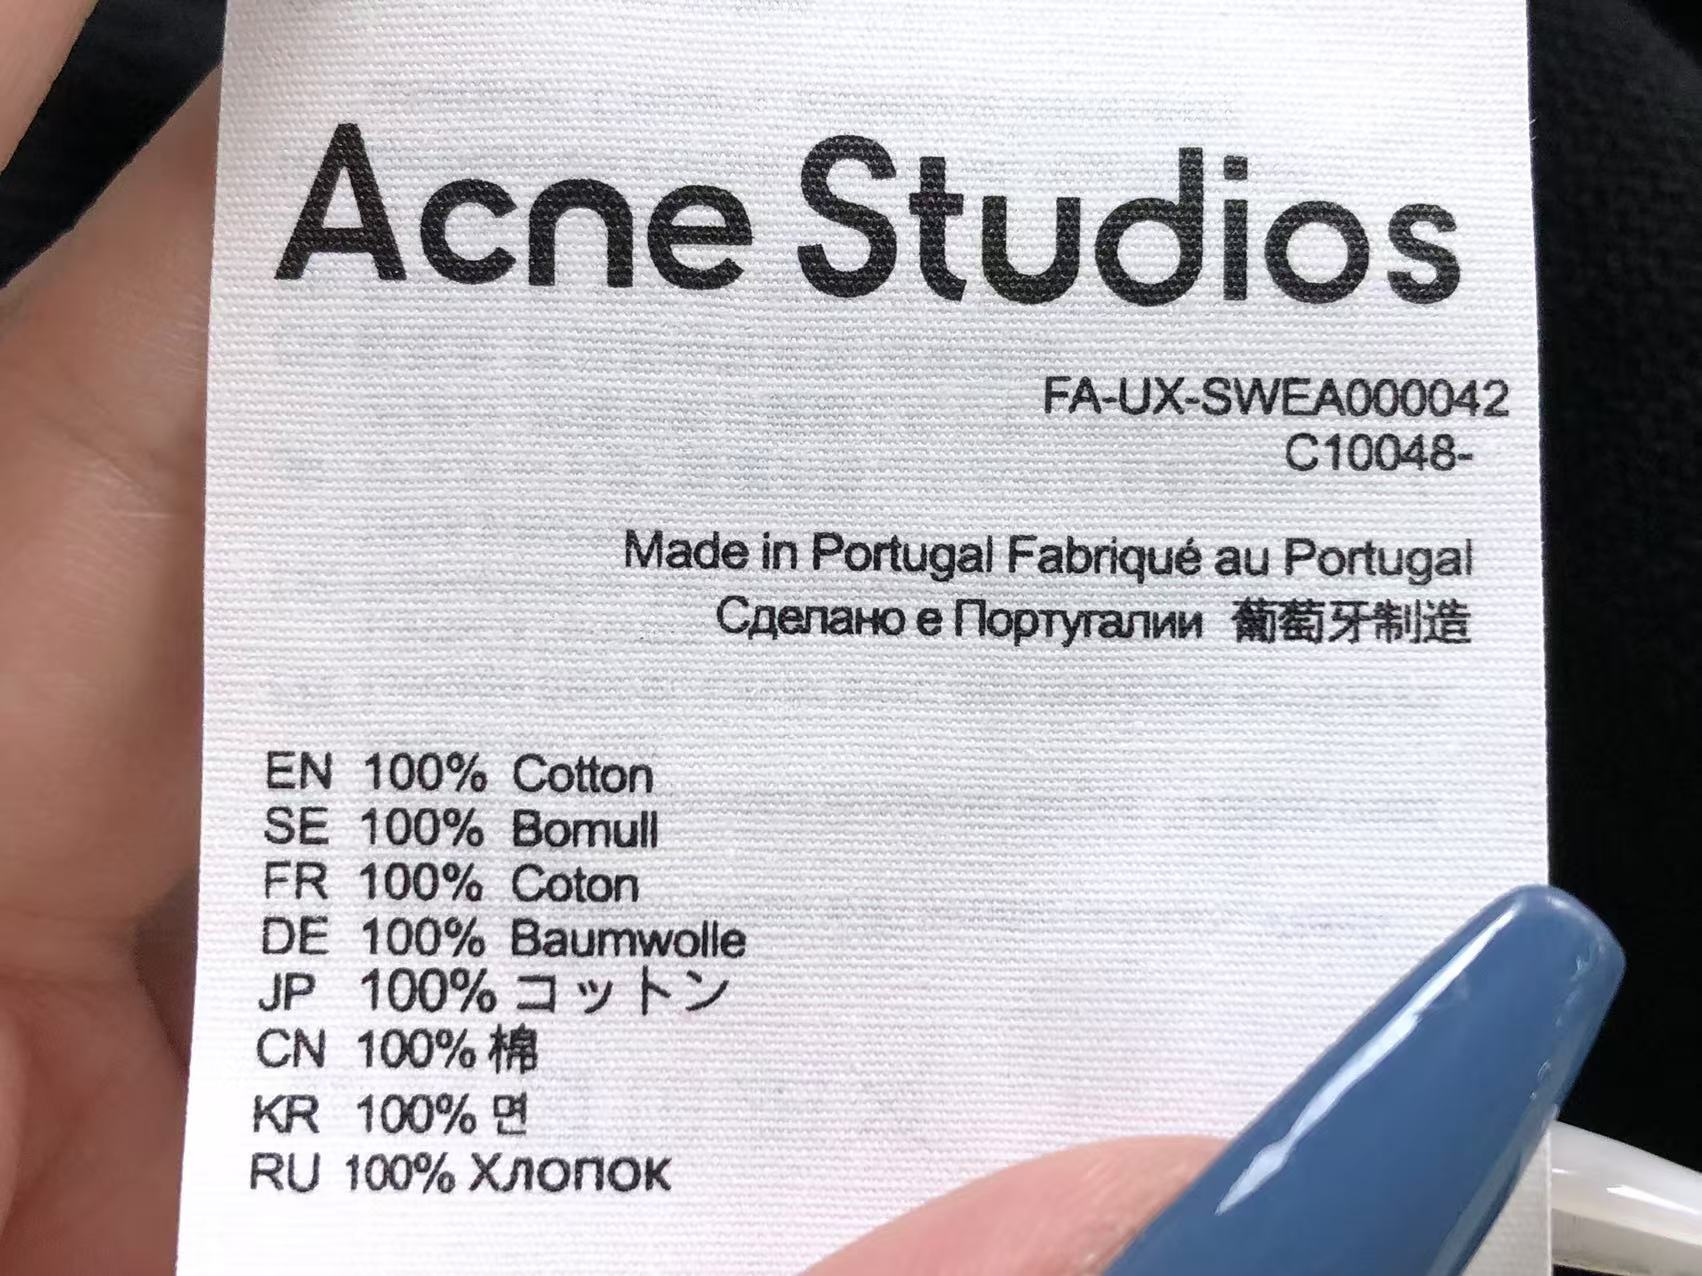 Acne Studios
FA-UX-SWEA000042
C10048-
Made in Portugal Fabriqué au Portugal
Сделано е Португалии 葡萄牙制造
EN 100% Cotton
SE 100% Bomull
FR 100% Coton
DE 100% Baumwolle
JP 100% コットン
CN 100% 棉
KR 100% 면
RU 100% Хлопок